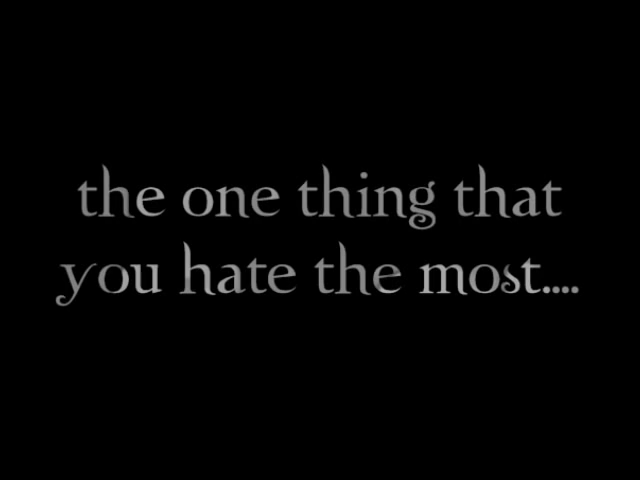 the one thing that
you hate the most....